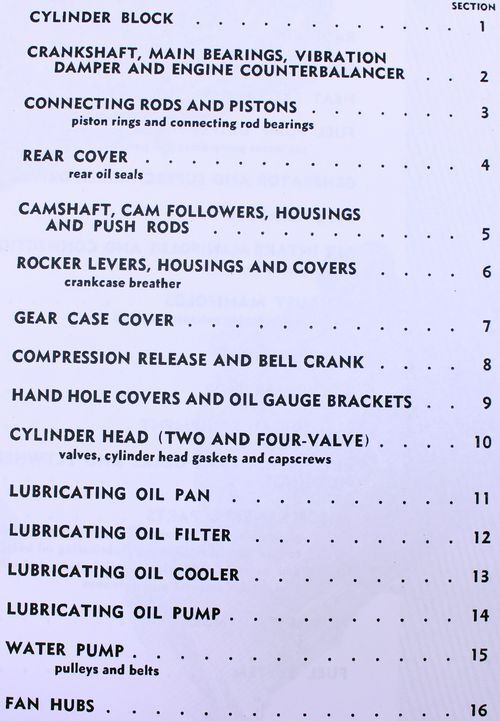 SECTION
CYLINDER BLOCK . . . . . . . . . . . . 1
CRANKSHAFT, MAIN BEARINGS, VIBRATION
DAMPER AND ENGINE COUNTERBALANCER . . 2
CONNECTING RODS AND PISTONS . . . . . . . 3
piston rings and connecting rod bearings
REAR COVER . . . . . . . . . . . . . . 4
rear oil seals
CAMSHAFT, CAM FOLLOWERS, HOUSINGS
AND PUSH RODS . . . . . . . . . . . 5
ROCKER LEVERS, HOUSINGS AND COVERS . . . . 6
crankcase breather
GEAR CASE COVER . . . . . . . . . . . . 7
COMPRESSION RELEASE AND BELL CRANK . . . . 8
HAND HOLE COVERS AND OIL GAUGE BRACKETS . . 9
CYLINDER HEAD (TWO AND FOUR-VALVE) . . . . 10
valves, cylinder head gaskets and capscrews
LUBRICATING OIL PAN . . . . . . . . . . 11
LUBRICATING OIL FILTER . . . . . . . . . 12
LUBRICATING OIL COOLER . . . . . . . . . 13
LUBRICATING OIL PUMP . . . . . . . . . . 14
WATER PUMP . . . . . . . . . . . . . . 15
pulleys and belts
FAN HUBS . . . . . . . . . . . . . . . 16